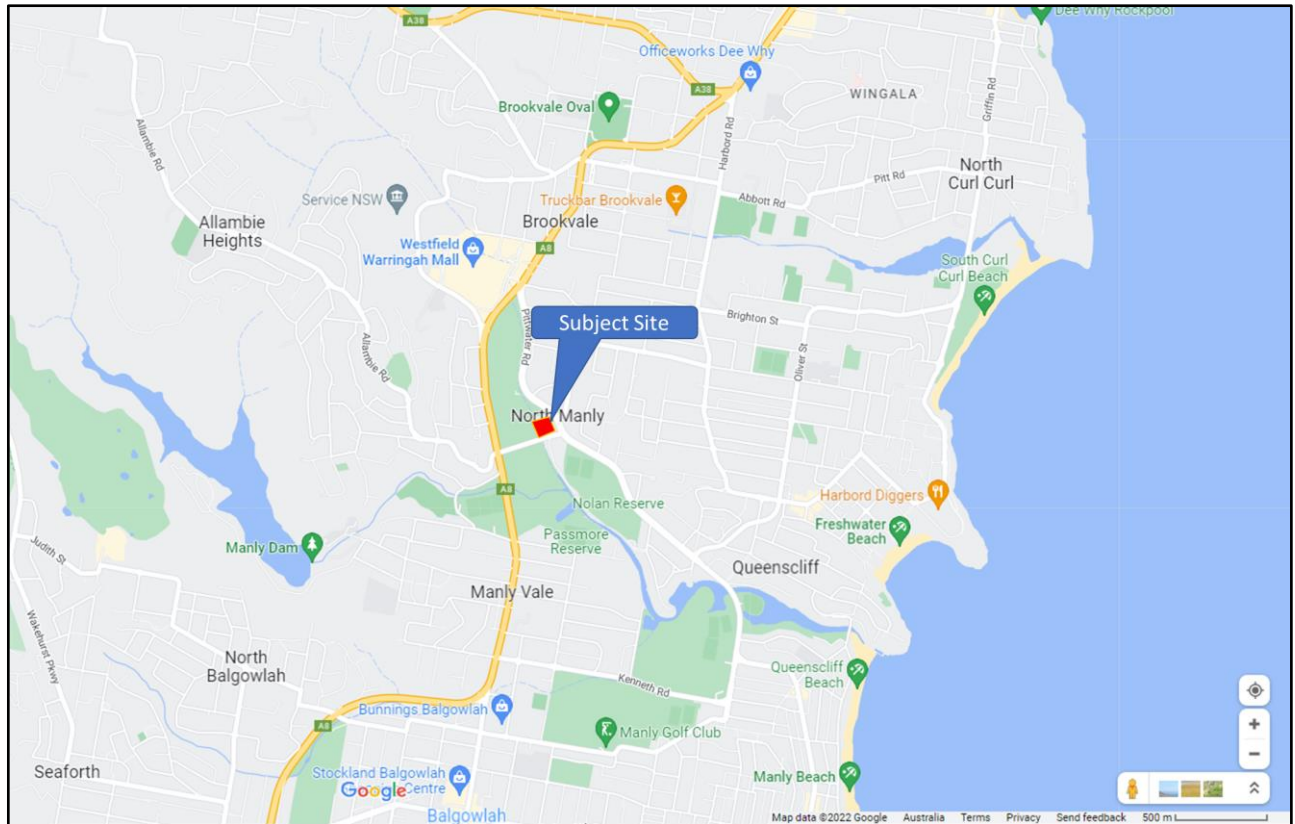 Dee Why Rockpool
A38
Officeworks Dee Why
A38
WINGALA
Griffin Rd
Brookvale Oval
Allambie Rd
Harbord Rd
North
Curl Curl
Pitt Rd
Service NSW
Truckbar Brookvale
Abbott Rd
Allambie
Heights
Brookvale
Westfield
Warringah Mall
A8
South Curl
Curl Beach
Pittwater Rd
Subject Site
Brighton St
Allambie Rd
Oliver St
North Manly
A8
Harbord Diggers
Nolan Reserve
Freshwater
Beach
Passmore
Reserve
Judith St
Manly Dam
Queenscliff
Manly Vale
Wakehurst Pkwy
North
Balgowlah
Queenscliff
Beach
Kenneth Rd
Bunnings Balgowlah
A8
Manly Golf Club
Seaforth
Stockland Balgowlah
Centre
Google
Manly Beach
Balgowlah
Map data ©2022 Google Australia Terms Privacy Send feedback 500 m